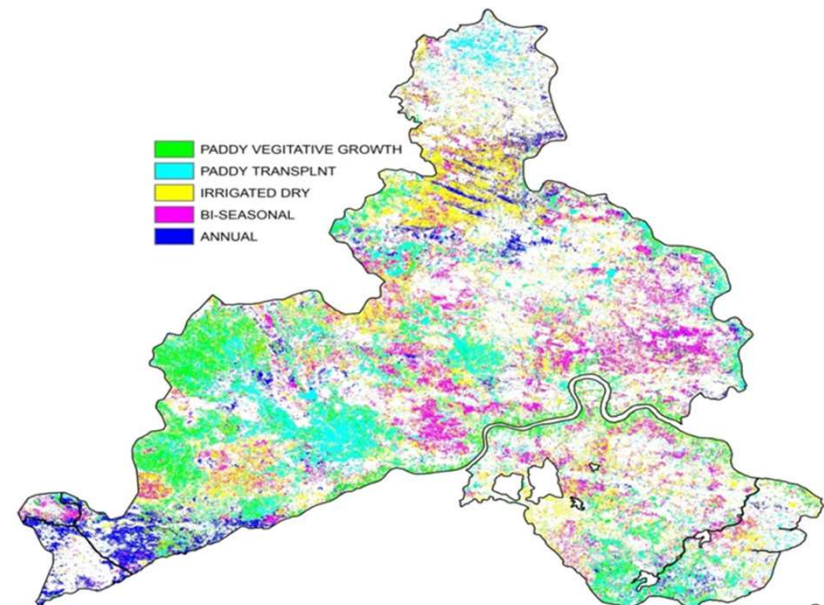 PADDY VEGITATIVE GROWTH
PADDY TRANSPLNT
IRRIGATED DRY
BI-SEASONAL
ANNUAL